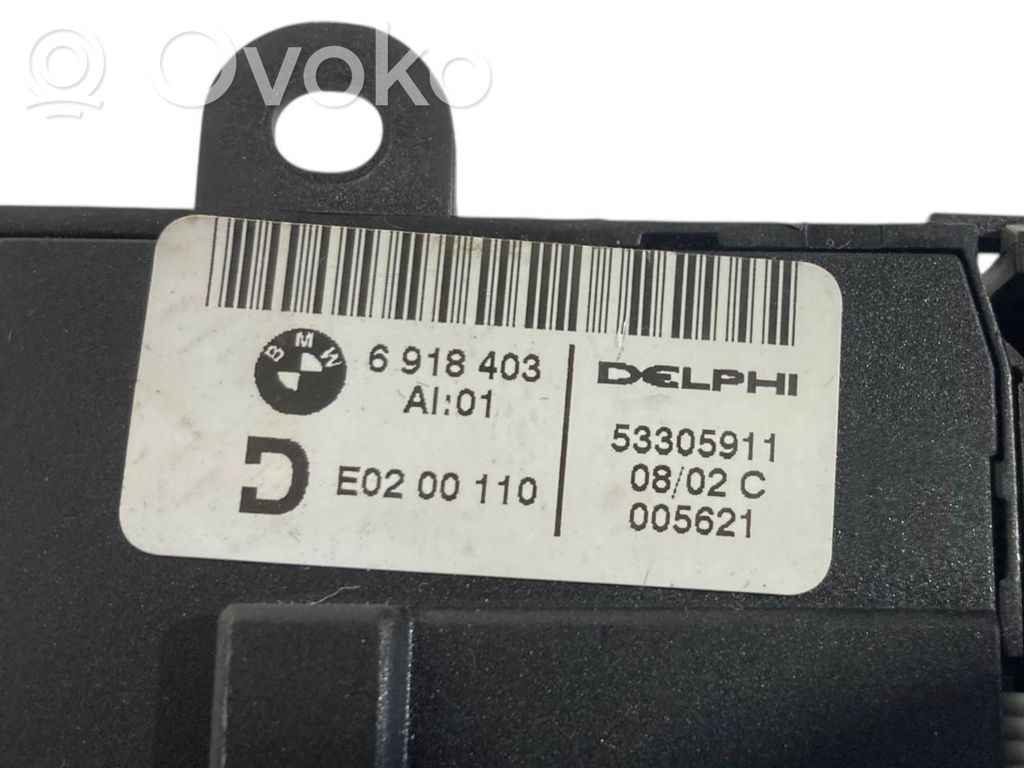 Ovoko
BMW
6 918 403
AI:01
D
E02 00 110
DELPHI
53305911
08/02 C
005621